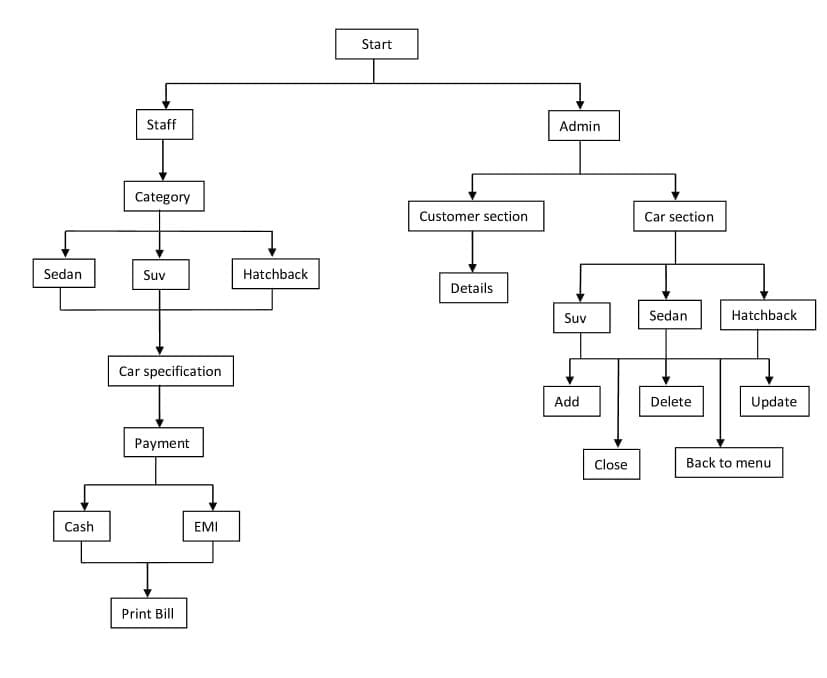 Start
Staff
Admin
Category
Customer section
Car section
Sedan
Suv
Hatchback
Details
Suv
Sedan
Hatchback
Car specification
Add
Delete
Update
Payment
Close
Back to menu
Cash
EMI
Print Bill